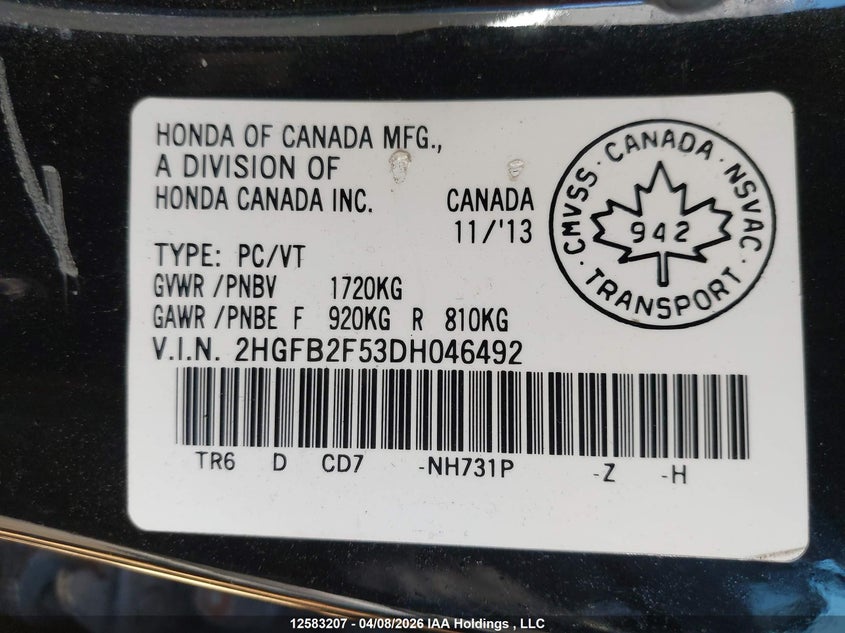 HONDA OF CANADA MFG.,
A DIVISION OF
HONDA CANADA INC.
CANADA
11/'13
CMVSS · CANADA · NSVAC · TRANSPORT ·
942
TYPE: PC/VT
GVWR /PNBV 1720KG
GAWR /PNBE F 920KG R 810KG
V.I.N. 2HGFB2F53DH046492
TR6 D CD7 -NH731P -Z -H
12583207 - 04/08/2026 IAA Holdings , LLC